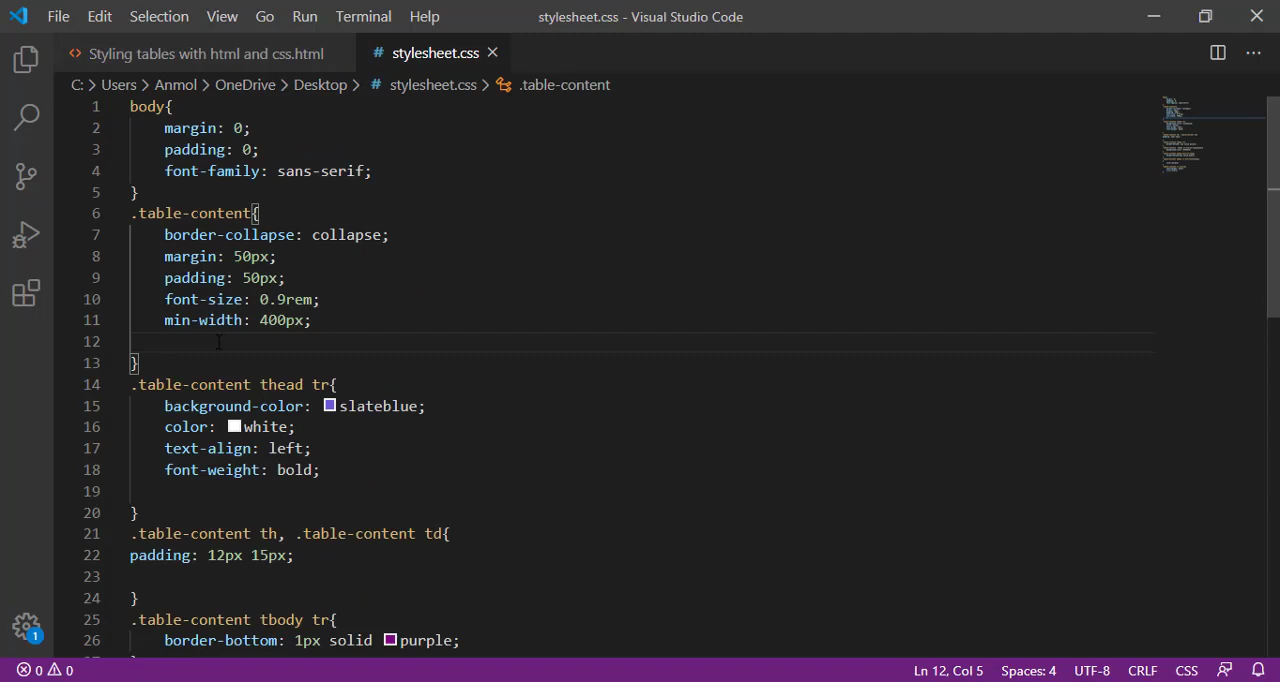 File Edit Selection View Go Run Terminal Help stylesheet.css - Visual Studio Code
<> Styling tables with html and css.html # stylesheet.css
C: > Users > Anmol > OneDrive > Desktop > # stylesheet.css > .table-content
1 body{
2 margin: 0;
3 padding: 0;
4 font-family: sans-serif;
5 }
6 .table-content{
7 border-collapse: collapse;
8 margin: 50px;
9 padding: 50px;
10 font-size: 0.9rem;
11 min-width: 400px;
12
13 }
14 .table-content thead tr{
15 background-color: slateblue;
16 color: white;
17 text-align: left;
18 font-weight: bold;
19
20 }
21 .table-content th, .table-content td{
22 padding: 12px 15px;
23
24 }
25 .table-content tbody tr{
26 border-bottom: 1px solid purple;
1
0 0 Ln 12, Col 5 Spaces: 4 UTF-8 CRLF CSS